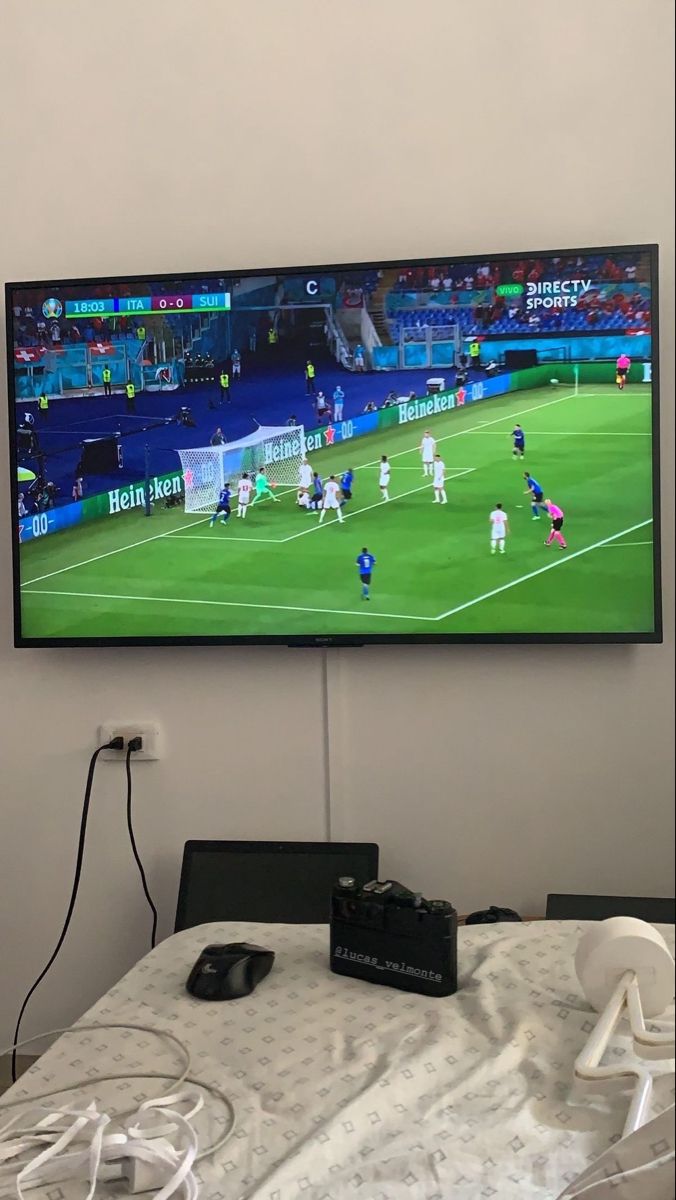 18:03 ITA 0 - 0 SUI
C
VIVO DIRECTV
SPORTS
Heineken
Heineken
Heineken
SONY
@lucas_velmonte